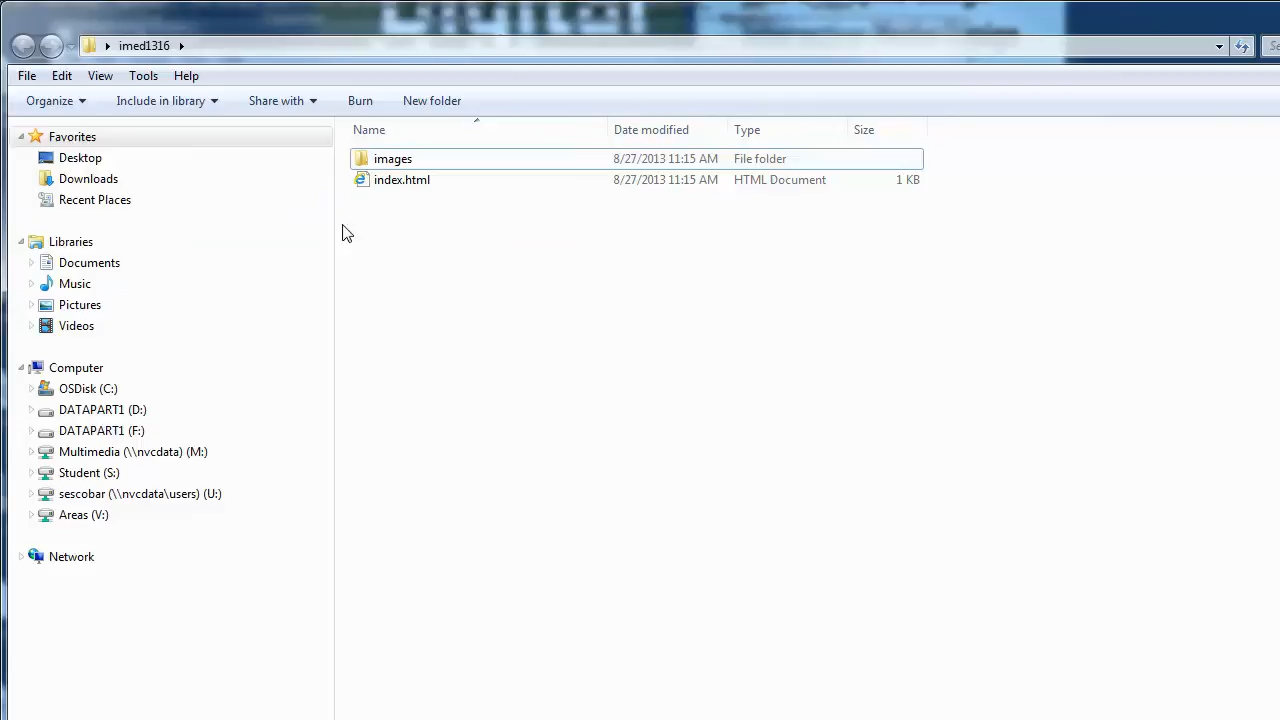 Digital
imed1316
Se
File Edit View Tools Help
Organize Include in library Share with Burn New folder
Name Date modified Type Size
Favorites
Desktop
Downloads
Recent Places
Libraries
Documents
Music
Pictures
Videos
Computer
OSDisk (C:)
DATAPART1 (D:)
DATAPART1 (F:)
Multimedia (\\nvcdata) (M:)
Student (S:)
sescobar (\\nvcdata\users) (U:)
Areas (V:)
Network
images 8/27/2013 11:15 AM File folder
index.html 8/27/2013 11:15 AM HTML Document 1 KB